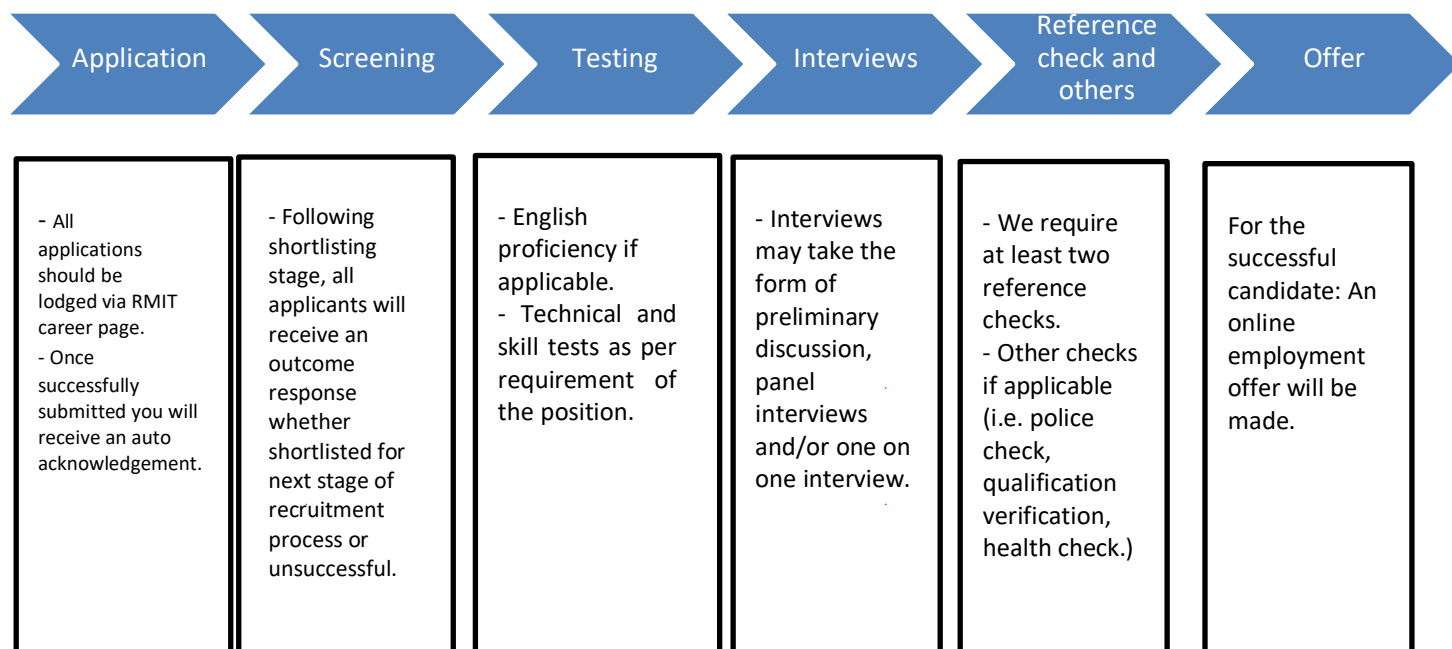 Application
Screening
Testing
Interviews
Reference
check and
others
Offer
- All
applications
should be
lodged via RMIT
career page.
- Once
successfully
submitted you will
receive an auto
acknowledgement.
- Following
shortlisting
stage, all
applicants will
receive an
outcome
response
whether
shortlisted for
next stage of
recruitment
process or
unsuccessful.
- English
proficiency if
applicable.
- Technical and
skill tests as per
requirement of
the position.
- Interviews
may take the
form of
preliminary
discussion,
panel
interviews
and/or one on
one interview.
- We require
at least two
reference
checks.
- Other checks
if applicable
(i.e. police
check,
qualification
verification,
health check.)
For the
successful
candidate: An
online
employment
offer will be
made.